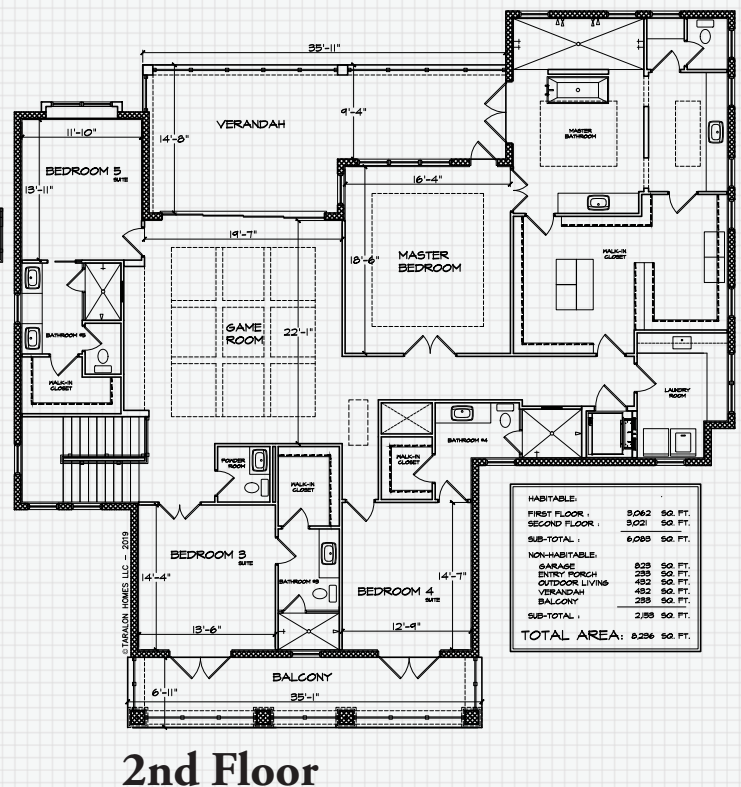 35'-11"
VERANDAH
14'-8"
9'-4"
MASTER
BATHROOM
11'-10"
BEDROOM 5
SUITE
13'-11"
16'-4"
MASTER
BEDROOM
18'-6"
WALK-IN
CLOSET
19'-7"
GAME
ROOM
22'-1"
BATHROOM #5
WALK-IN
CLOSET
LAUNDRY
ROOM
BATHROOM #4
WALK-IN
CLOSET
POWDER
ROOM
WALK-IN
CLOSET
BEDROOM 3
SUITE
14'-4"
13'-6"
BATHROOM #3
BEDROOM 4
SUITE
14'-7"
12'-9"
BALCONY
6'-11"
35'-1"
© TARALON HOMES LLC - 2019
HABITABLE:
FIRST FLOOR : 3,062 SQ. FT.
SECOND FLOOR : 3,021 SQ. FT.
SUB-TOTAL : 6,083 SQ. FT.
NON-HABITABLE:
GARAGE 823 SQ. FT.
ENTRY PORCH 233 SQ. FT.
OUTDOOR LIVING 432 SQ. FT.
VERANDAH 432 SQ. FT.
BALCONY 233 SQ. FT.
SUB-TOTAL : 2,153 SQ. FT.
TOTAL AREA: 8,236 SQ. FT.
2nd Floor